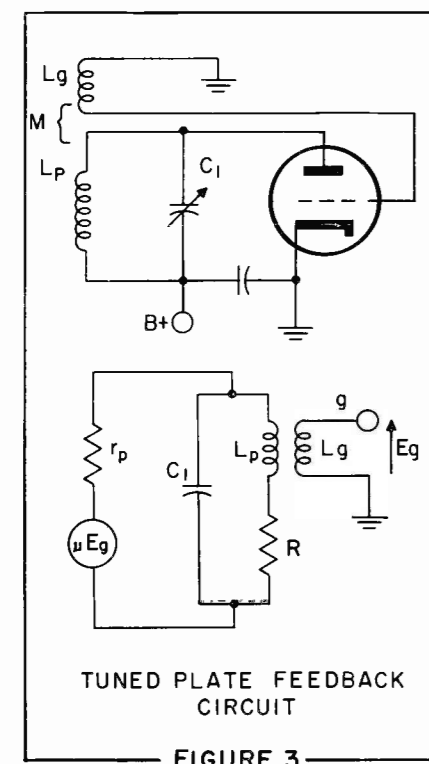 Lg
M
Lp
C1
B+
g
rp
C1
Lp
Lg
Eg
μEg
R
TUNED PLATE FEEDBACK
CIRCUIT
FIGURE 3